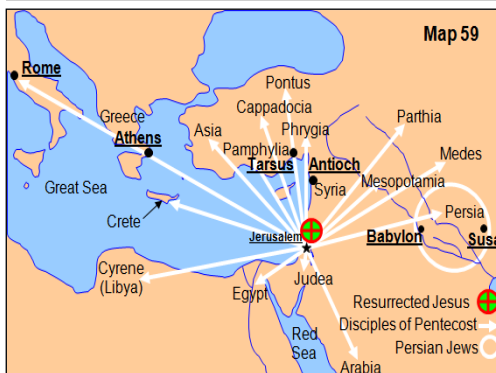 Map 59
Rome
Pontus
Cappadocia
Greece
Asia
Phrygia
Parthia
Athens
Pamphylia
Tarsus
Antioch
Medes
Great Sea
Syria
Mesopotamia
Crete
Jerusalem
Persia
Babylon
Susa
Cyrene
(Libya)
Egypt
Judea
Resurrected Jesus
Disciples of Pentecost
Persian Jews
Red
Sea
Arabia